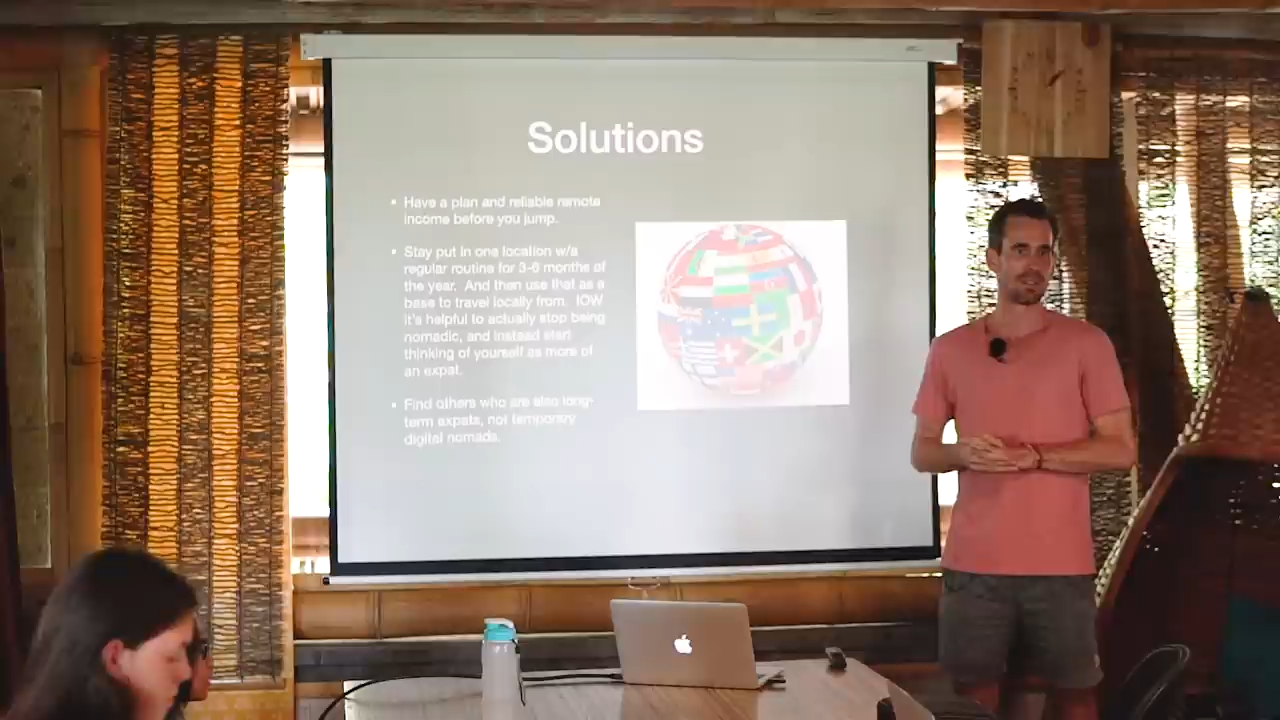 Solutions
• Have a plan and reliable remote
income before you jump.
• Stay put in one location w/a
regular routine for 3-6 months of
the year. And then use that as a
base to travel locally from. IOW
it's helpful to actually stop being
nomadic, and instead start
thinking of yourself as more of
an expat.
• Find others who are also long-
term expats, not temporary
digital nomads.